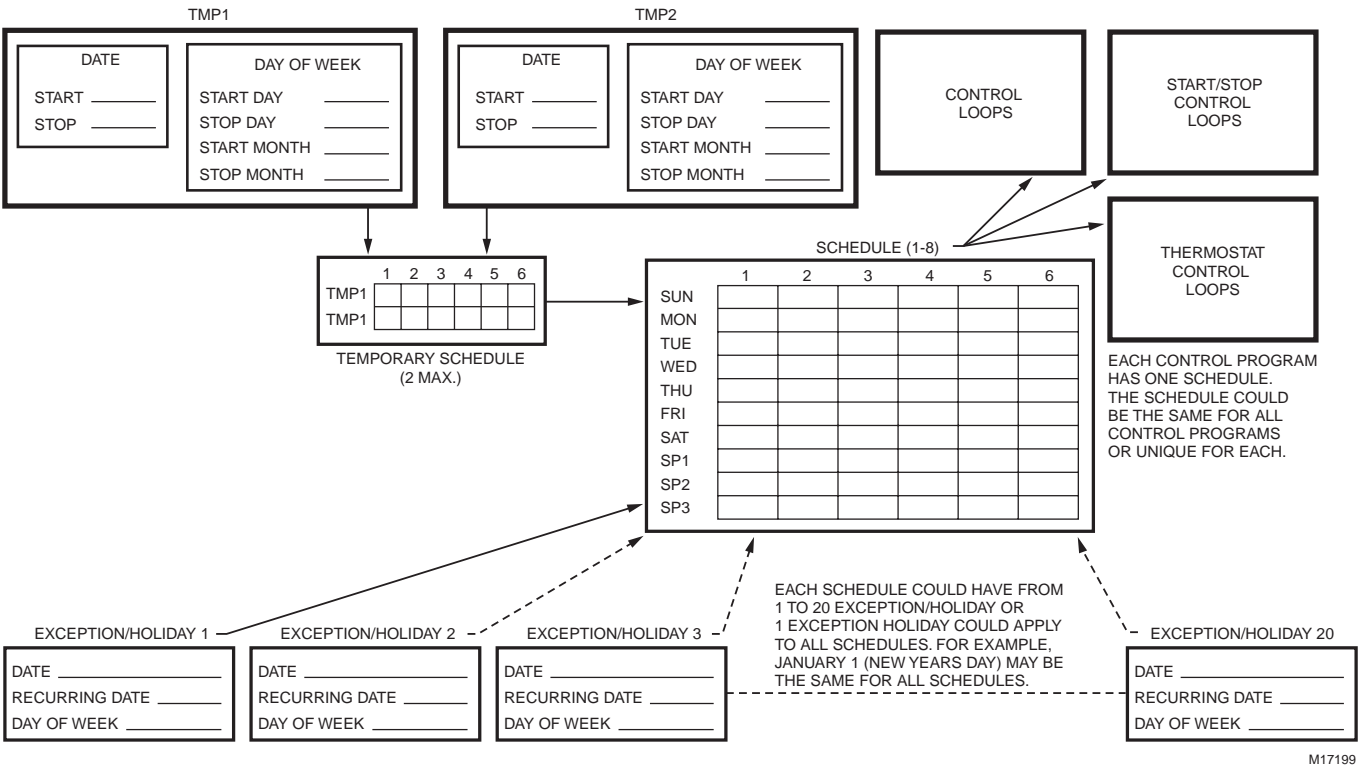 TMP1
DATE
START
STOP
DAY OF WEEK
START DAY
STOP DAY
START MONTH
STOP MONTH
TMP2
DATE
START
STOP
DAY OF WEEK
START DAY
STOP DAY
START MONTH
STOP MONTH
CONTROL
LOOPS
START/STOP
CONTROL
LOOPS
THERMOSTAT
CONTROL
LOOPS
EACH CONTROL PROGRAM
HAS ONE SCHEDULE.
THE SCHEDULE COULD
BE THE SAME FOR ALL
CONTROL PROGRAMS
OR UNIQUE FOR EACH.
1 2 3 4 5 6
TMP1
TMP1
TEMPORARY SCHEDULE
(2 MAX.)
SCHEDULE (1-8)
1 2 3 4 5 6
SUN
MON
TUE
WED
THU
FRI
SAT
SP1
SP2
SP3
EACH SCHEDULE COULD HAVE FROM
1 TO 20 EXCEPTION/HOLIDAY OR
1 EXCEPTION HOLIDAY COULD APPLY
TO ALL SCHEDULES. FOR EXAMPLE,
JANUARY 1 (NEW YEARS DAY) MAY BE
THE SAME FOR ALL SCHEDULES.
EXCEPTION/HOLIDAY 1
DATE
RECURRING DATE
DAY OF WEEK
EXCEPTION/HOLIDAY 2
DATE
RECURRING DATE
DAY OF WEEK
EXCEPTION/HOLIDAY 3
DATE
RECURRING DATE
DAY OF WEEK
EXCEPTION/HOLIDAY 20
DATE
RECURRING DATE
DAY OF WEEK
M17199